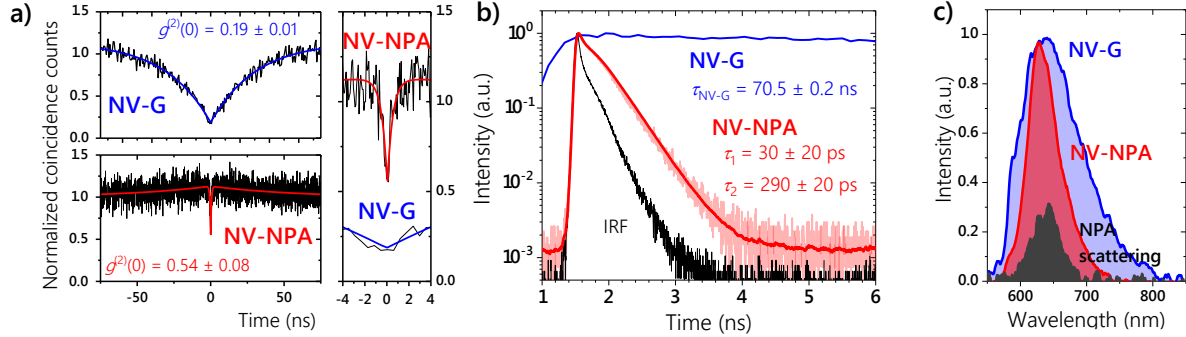 a)
Normalized coincidence counts
1.5
1.0
0.5
0.0
g(2)(0) = 0.19 ± 0.01
NV-G
1.5
1.0
0.5
0.0
NV-NPA
g(2)(0) = 0.54 ± 0.08
-50 0 50
Time (ns)
NV-NPA
NV-G
1.5
1.0
0.5
0.0
-4 -2 0 2 4
b)
Intensity (a.u.)
10⁰
10⁻¹
10⁻²
10⁻³
NV-G
τNV-G = 70.5 ± 0.2 ns
NV-NPA
τ1 = 30 ± 20 ps
τ2 = 290 ± 20 ps
IRF
1 2 3 4 5 6
Time (ns)
c)
Intensity (a.u.)
1.0
0.8
0.6
0.4
0.2
0.0
NV-G
NV-NPA
NPA
scattering
600 700 800
Wavelength (nm)